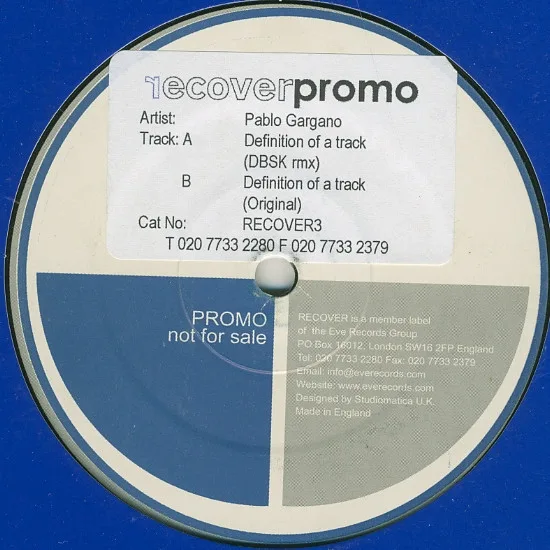 recoverpromo
Artist: Pablo Gargano
Track: A Definition of a track
(DBSK rmx)
B Definition of a track
(Original)
Cat No: RECOVER3
T 020 7733 2280 F 020 7733 2379
PROMO
not for sale
RECOVER is a member label
of the Eve Records Group
PO Box 16012, London SW16 2FP England
Tel: 020 7733 2280 Fax: 020 7733 2379
Email: info@everecords.com
Website: www.everecords.com
Designed by Studiomatica U.K.
Made in England